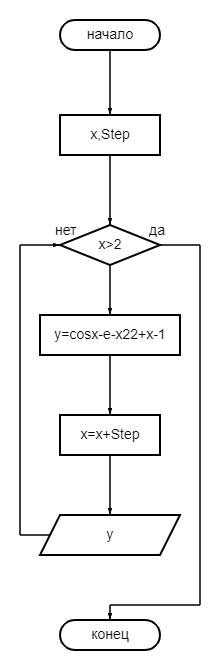 начало
x,Step
нет
да
x>2
y=cosx-e-x22+x-1
x=x+Step
y
конец